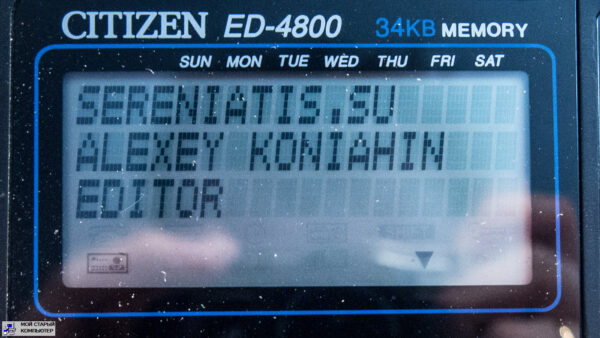 CITIZEN ED-4800 34KB MEMORY
SUN MON TUE WED THU FRI SAT
SERENIATIS.SU
ALEXEY KONIAHIN
EDITOR
МОЙ СТАРЫЙ
КОМПЬЮТЕР